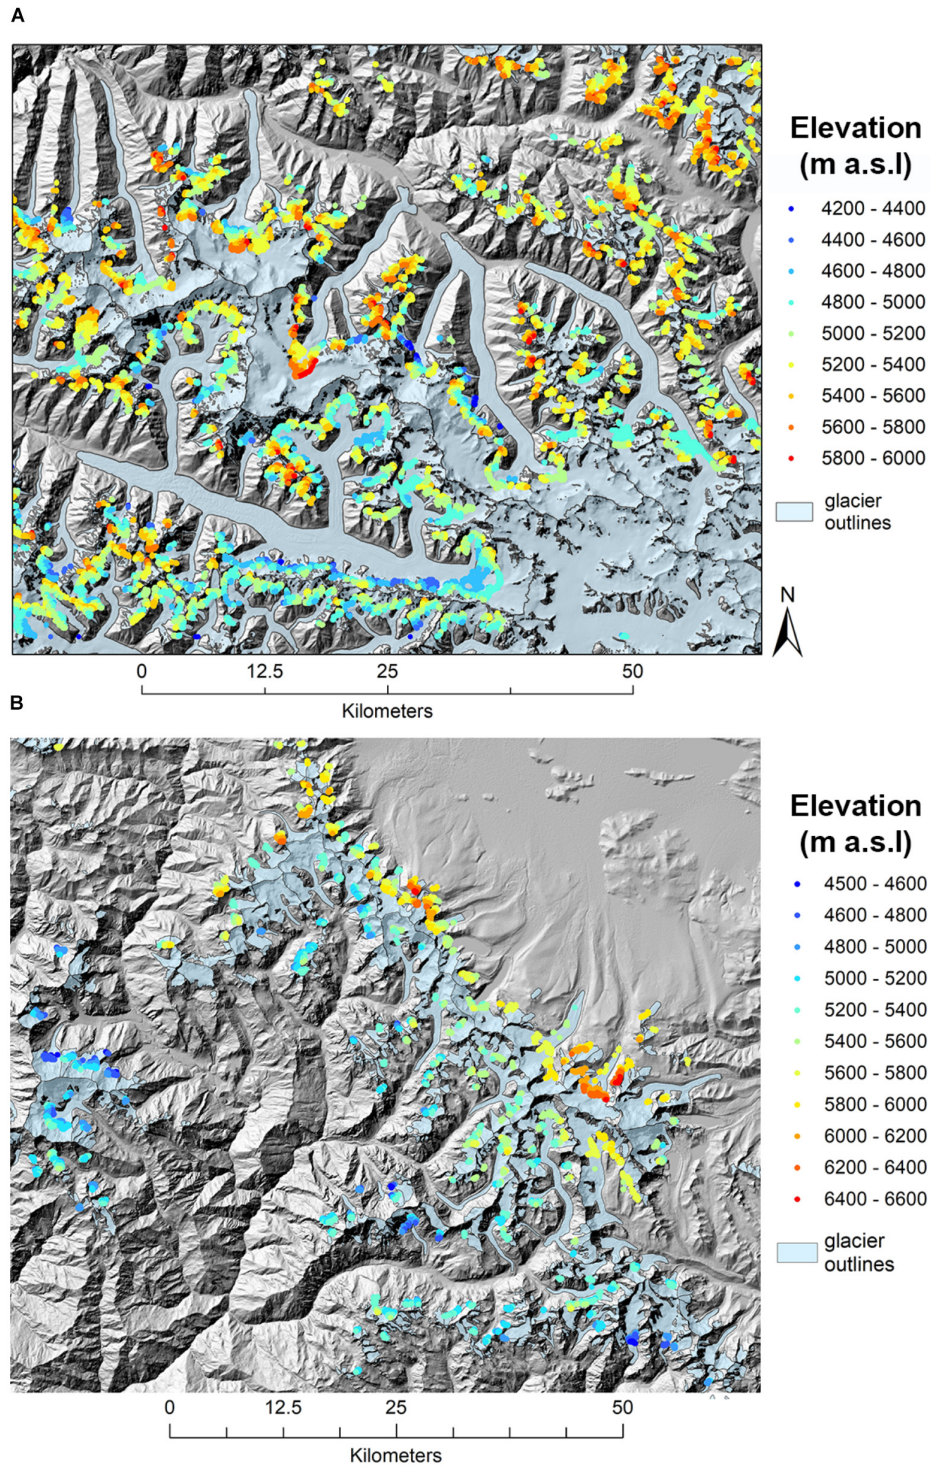 A
Elevation
(m a.s.l)
4200 - 4400
4400 - 4600
4600 - 4800
4800 - 5000
5000 - 5200
5200 - 5400
5400 - 5600
5600 - 5800
5800 - 6000
glacier
outlines
N
0 12.5 25 50
Kilometers
B
Elevation
(m a.s.l)
4500 - 4600
4600 - 4800
4800 - 5000
5000 - 5200
5200 - 5400
5400 - 5600
5600 - 5800
5800 - 6000
6000 - 6200
6200 - 6400
6400 - 6600
glacier
outlines
0 12.5 25 50
Kilometers